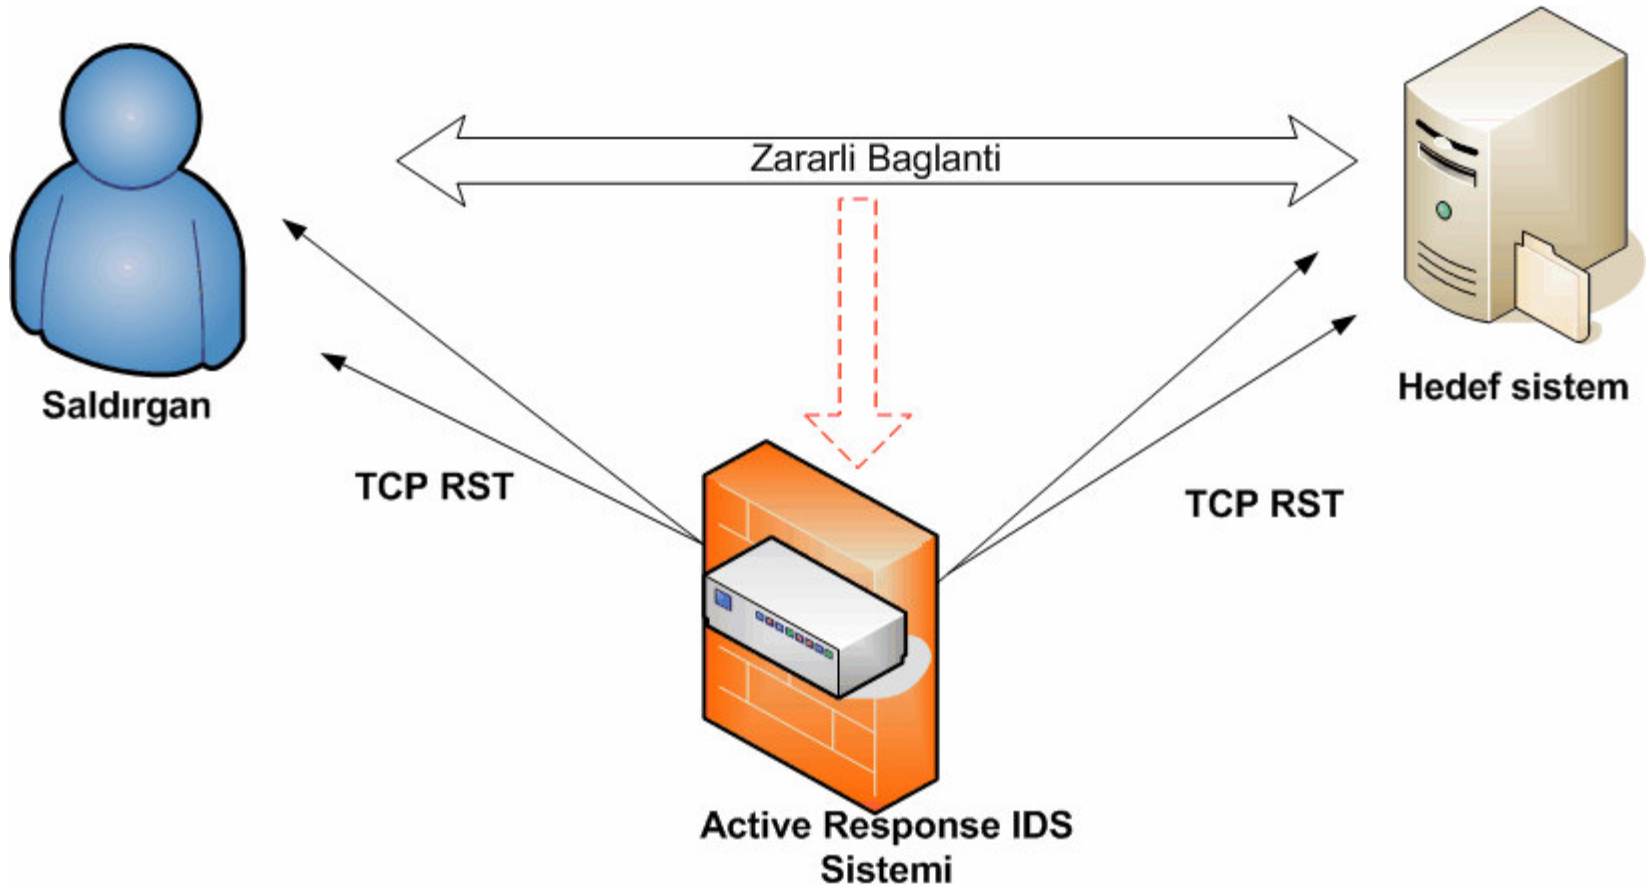 Zararli Baglanti
Saldırgan
Hedef sistem
TCP RST
TCP RST
Active Response IDS
Sistemi